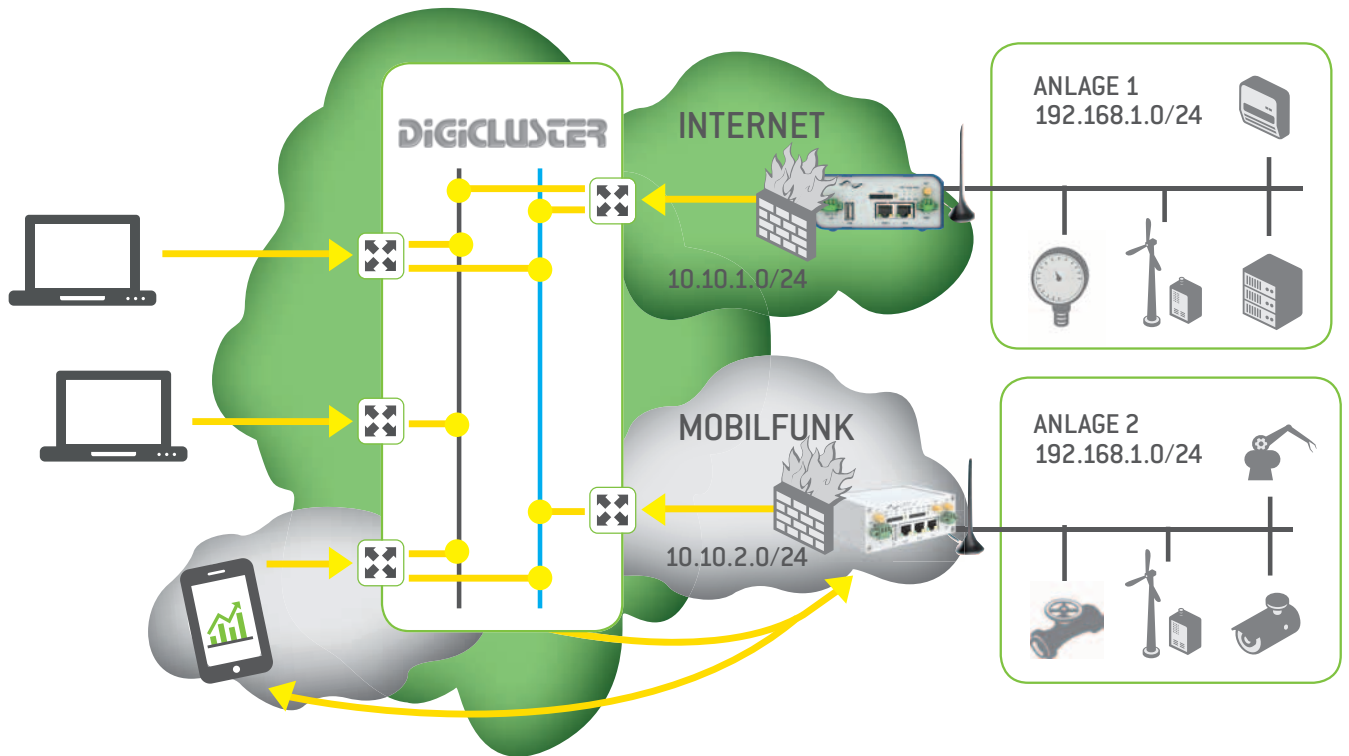 DiGiCLUSTER
INTERNET
10.10.1.0/24
ANLAGE 1
192.168.1.0/24
MOBILFUNK
10.10.2.0/24
ANLAGE 2
192.168.1.0/24